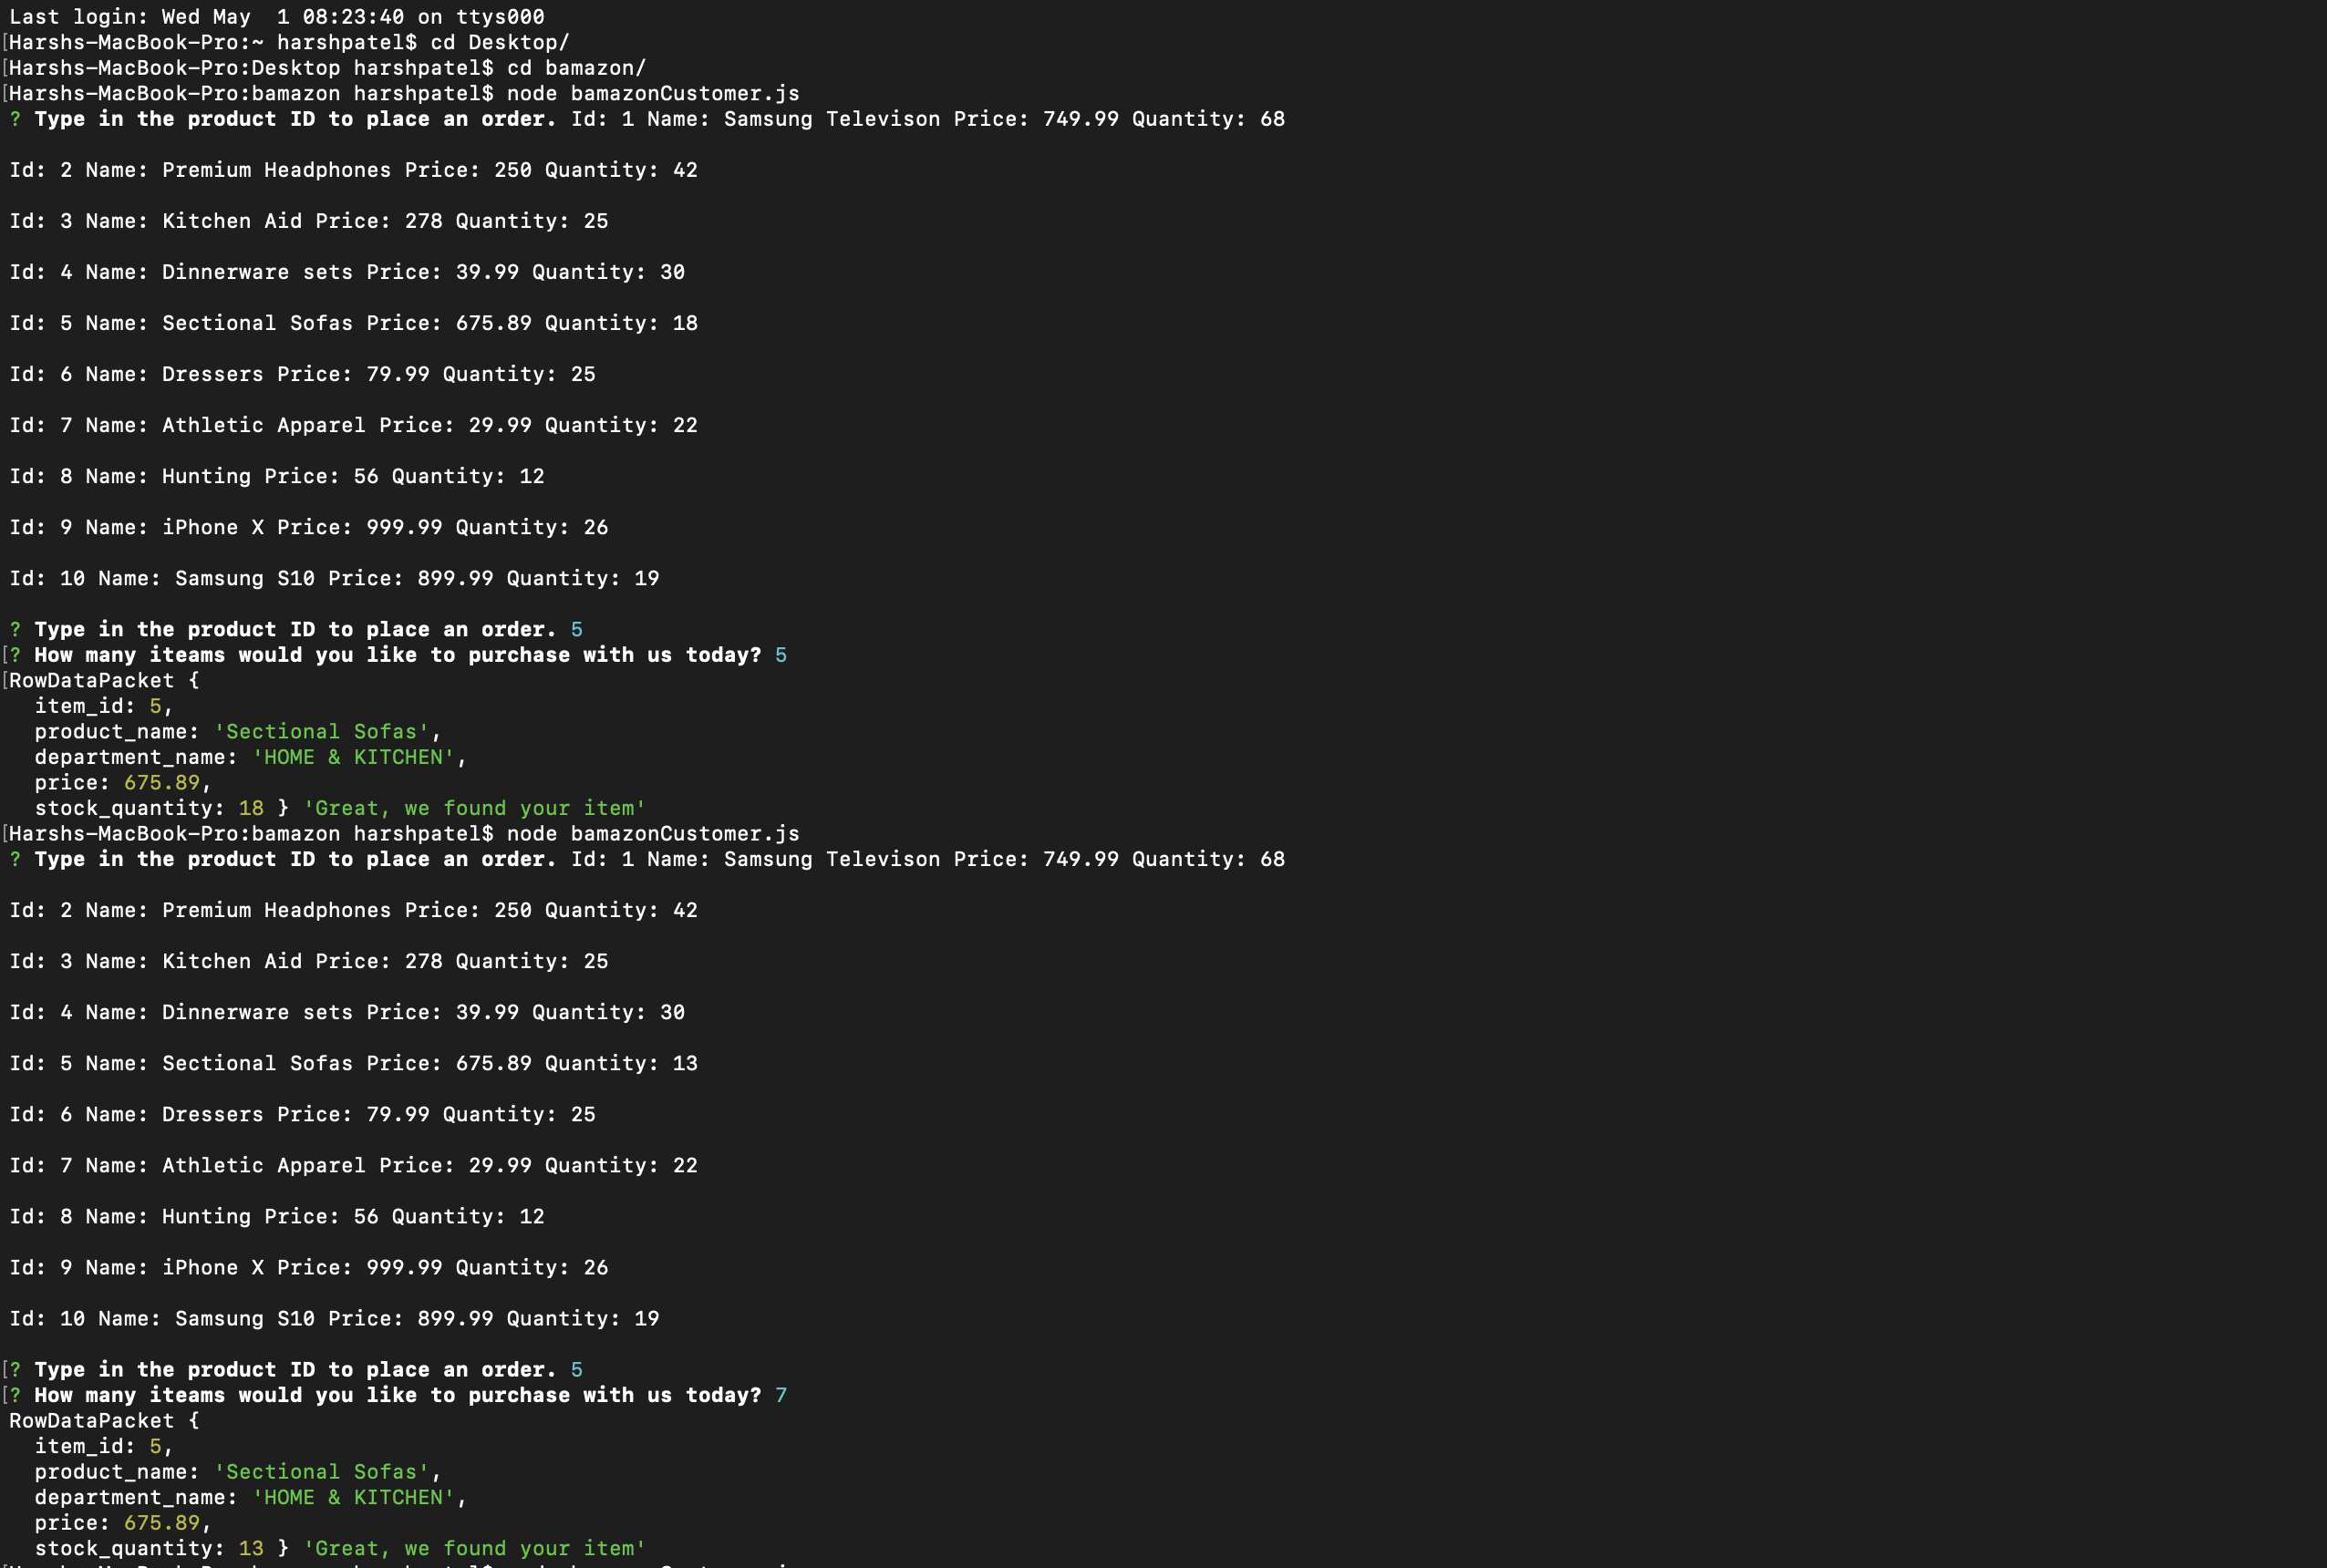 Last login: Wed May  1 08:23:40 on ttys000
[Harshs-MacBook-Pro:~ harshpatel$ cd Desktop/
[Harshs-MacBook-Pro:Desktop harshpatel$ cd bamazon/
[Harshs-MacBook-Pro:bamazon harshpatel$ node bamazonCustomer.js
? Type in the product ID to place an order. Id: 1 Name: Samsung Televison Price: 749.99 Quantity: 68
Id: 2 Name: Premium Headphones Price: 250 Quantity: 42
Id: 3 Name: Kitchen Aid Price: 278 Quantity: 25
Id: 4 Name: Dinnerware sets Price: 39.99 Quantity: 30
Id: 5 Name: Sectional Sofas Price: 675.89 Quantity: 18
Id: 6 Name: Dressers Price: 79.99 Quantity: 25
Id: 7 Name: Athletic Apparel Price: 29.99 Quantity: 22
Id: 8 Name: Hunting Price: 56 Quantity: 12
Id: 9 Name: iPhone X Price: 999.99 Quantity: 26
Id: 10 Name: Samsung S10 Price: 899.99 Quantity: 19
? Type in the product ID to place an order. 5
[? How many iteams would you like to purchase with us today? 5
[RowDataPacket {
  item_id: 5,
  product_name: 'Sectional Sofas',
  department_name: 'HOME & KITCHEN',
  price: 675.89,
  stock_quantity: 18 } 'Great, we found your item'
[Harshs-MacBook-Pro:bamazon harshpatel$ node bamazonCustomer.js
? Type in the product ID to place an order. Id: 1 Name: Samsung Televison Price: 749.99 Quantity: 68
Id: 2 Name: Premium Headphones Price: 250 Quantity: 42
Id: 3 Name: Kitchen Aid Price: 278 Quantity: 25
Id: 4 Name: Dinnerware sets Price: 39.99 Quantity: 30
Id: 5 Name: Sectional Sofas Price: 675.89 Quantity: 13
Id: 6 Name: Dressers Price: 79.99 Quantity: 25
Id: 7 Name: Athletic Apparel Price: 29.99 Quantity: 22
Id: 8 Name: Hunting Price: 56 Quantity: 12
Id: 9 Name: iPhone X Price: 999.99 Quantity: 26
Id: 10 Name: Samsung S10 Price: 899.99 Quantity: 19
[? Type in the product ID to place an order. 5
[? How many iteams would you like to purchase with us today? 7
RowDataPacket {
  item_id: 5,
  product_name: 'Sectional Sofas',
  department_name: 'HOME & KITCHEN',
  price: 675.89,
  stock_quantity: 13 } 'Great, we found your item'